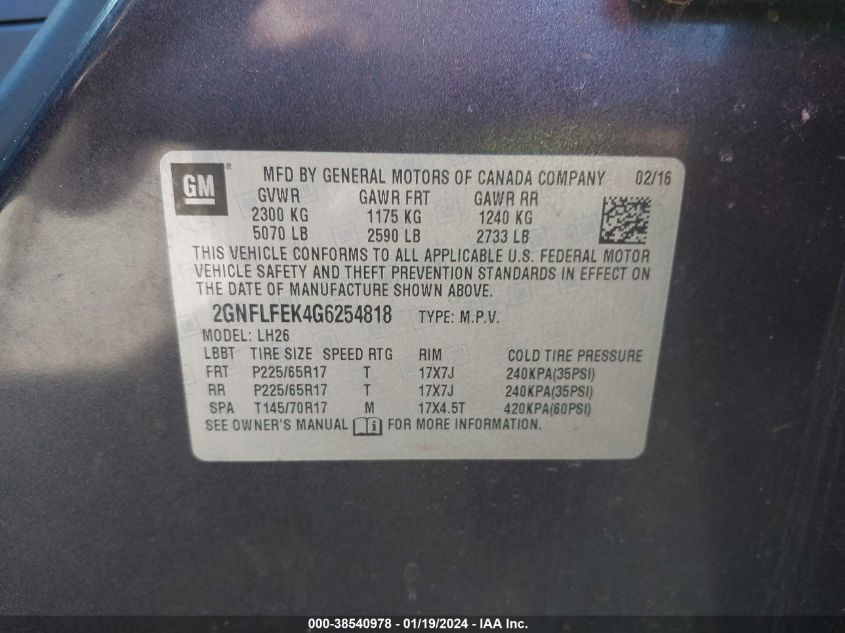 GM ® MFD BY GENERAL MOTORS OF CANADA COMPANY 02/16
GVWR GAWR FRT GAWR RR
2300 KG 1175 KG 1240 KG
5070 LB 2590 LB 2733 LB
THIS VEHICLE CONFORMS TO ALL APPLICABLE U.S. FEDERAL MOTOR
VEHICLE SAFETY AND THEFT PREVENTION STANDARDS IN EFFECT ON
THE DATE OF MANUFACTURE SHOWN ABOVE.
2GNFLFEK4G6254818 TYPE: M.P.V.
MODEL: LH26
LBBT TIRE SIZE SPEED RTG RIM COLD TIRE PRESSURE
FRT P225/65R17 T 17X7J 240KPA(35PSI)
RR P225/65R17 T 17X7J 240KPA(35PSI)
SPA T145/70R17 M 17X4.5T 420KPA(60PSI)
SEE OWNER'S MANUAL i FOR MORE INFORMATION.
000-38540978 - 01/19/2024 - IAA Inc.